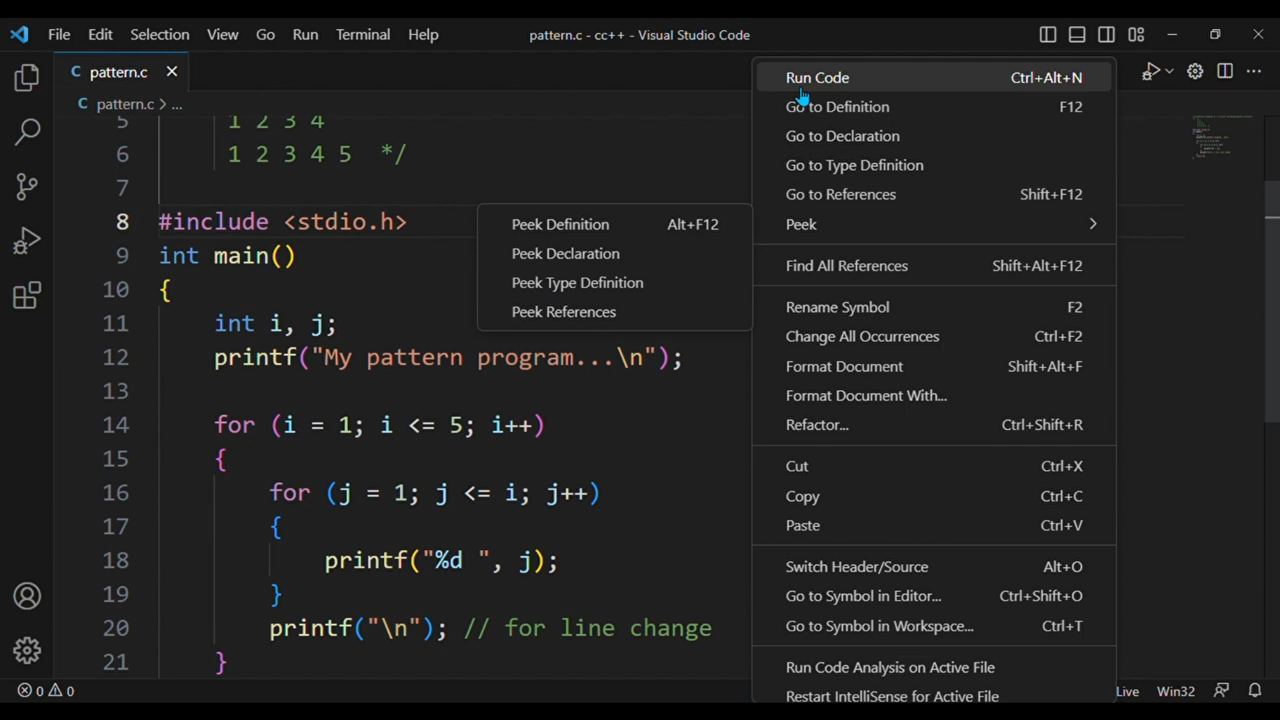 File Edit Selection View Go Run Terminal Help pattern.c - cc++ - Visual Studio Code
C pattern.c ×
C pattern.c > ...
5 1 2 3 4
6 1 2 3 4 5 */
7
8 #include <stdio.h>
9 int main()
10 {
11 int i, j;
12 printf("My pattern program...\n");
13
14 for (i = 1; i <= 5; i++)
15 {
16 for (j = 1; j <= i; j++)
17 {
18 printf("%d ", j);
19 }
20 printf("\n"); // for line change
21 }
Peek Definition Alt+F12
Peek Declaration
Peek Type Definition
Peek References
Run Code Ctrl+Alt+N
Go to Definition F12
Go to Declaration
Go to Type Definition
Go to References Shift+F12
Peek >
Find All References Shift+Alt+F12
Rename Symbol F2
Change All Occurrences Ctrl+F2
Format Document Shift+Alt+F
Format Document With...
Refactor... Ctrl+Shift+R
Cut Ctrl+X
Copy Ctrl+C
Paste Ctrl+V
Switch Header/Source Alt+O
Go to Symbol in Editor... Ctrl+Shift+O
Go to Symbol in Workspace... Ctrl+T
Run Code Analysis on Active File
Restart IntelliSense for Active File
0 0 Live Win32